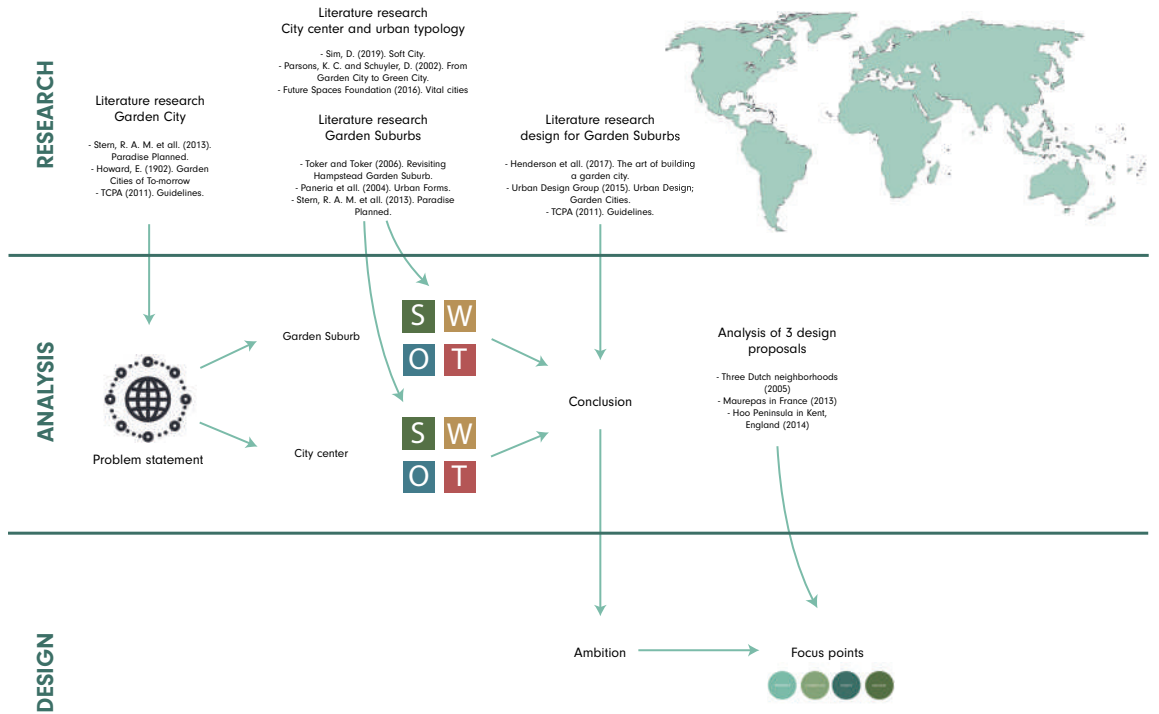 RESEARCH
Literature research
Garden City
- Stern, R. A. M. et all. (2013).
Paradise Planned.
- Howard, E. (1902). Garden
Cities of To-morrow
- TCPA (2011). Guidelines.
Literature research
City center and urban typology
- Sim, D. (2019). Soft City.
- Parsons, K. C. and Schuyler, D. (2002). From
Garden City to Green City.
- Future Spaces Foundation (2016). Vital cities
Literature research
Garden Suburbs
- Toker and Toker (2006). Revisiting
Hampstead Garden Suburb.
- Paneria et all. (2004). Urban Forms.
- Stern, R. A. M. et all. (2013). Paradise
Planned.
Literature research
design for Garden Suburbs
- Henderson et all. (2017). The art of building
a garden city.
- Urban Design Group (2015). Urban Design;
Garden Cities.
- TCPA (2011). Guidelines.
ANALYSIS
Problem statement
Garden Suburb
S W
O T
City center
S W
O T
Conclusion
Analysis of 3 design
proposals
- Three Dutch neighborhoods
(2005)
- Maurepas in France (2013)
- Hoo Peninsula in Kent,
England (2014)
DESIGN
Ambition
Focus points